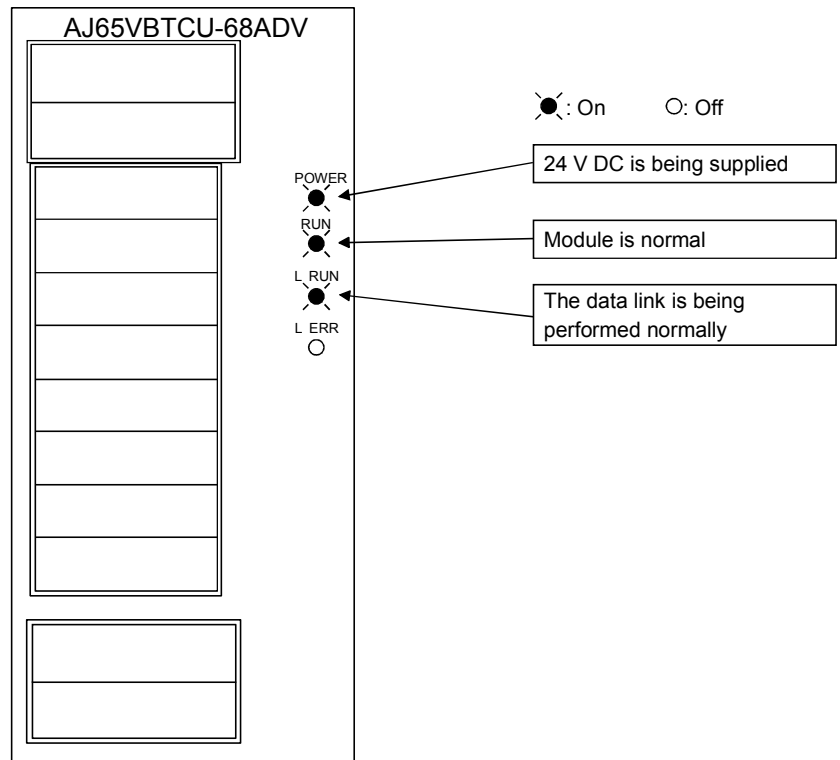 AJ65VBTCU-68ADV
: On
: Off
POWER
24 V DC is being supplied
RUN
Module is normal
L RUN
The data link is being
performed normally
L ERR